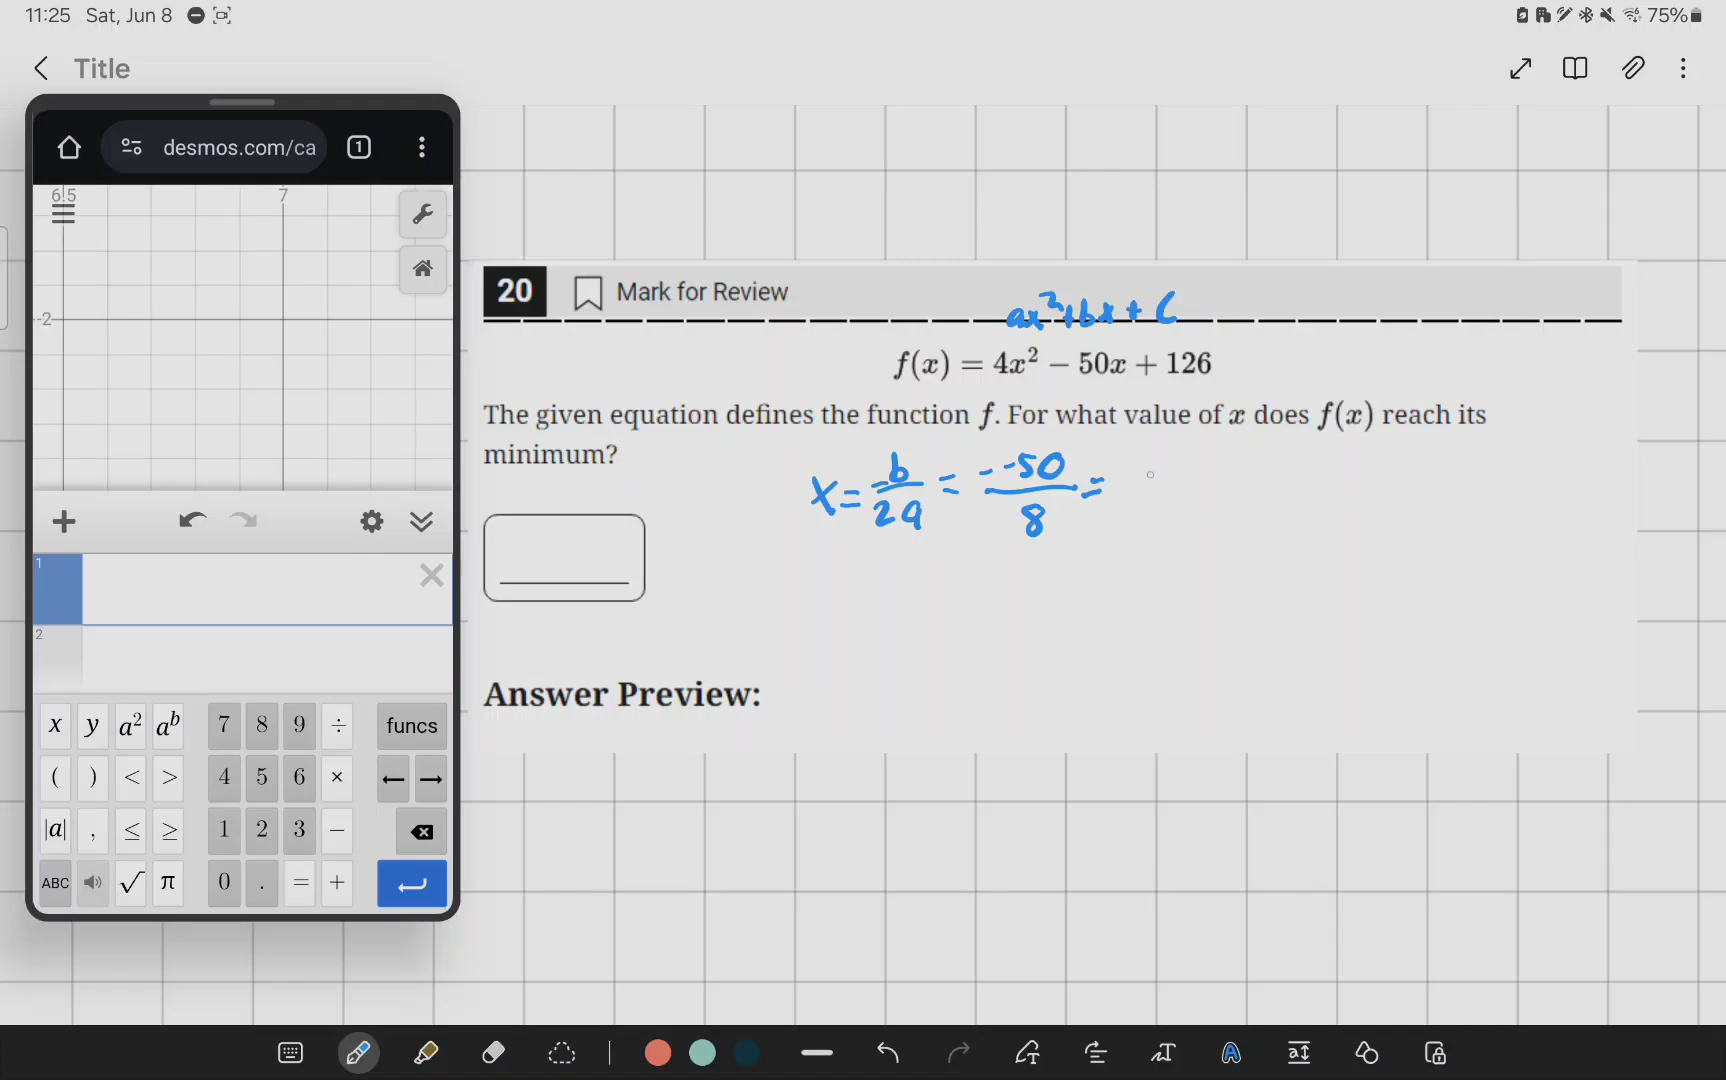 11:25 Sat, Jun 8
75%
Title
desmos.com/ca
1
6.5
7
-2
20
Mark for Review
ax²+bx+c
f(x) = 4x² − 50x + 126
The given equation defines the function f. For what value of x does f(x) reach its
minimum?
x = -b/2a = --50/8 =
Answer Preview:
1
2
x y a² aᵇ 7 8 9 ÷ funcs
( ) < > 4 5 6 × ← →
|a| , ≤ ≥ 1 2 3 −
ABC √ π 0 . = +